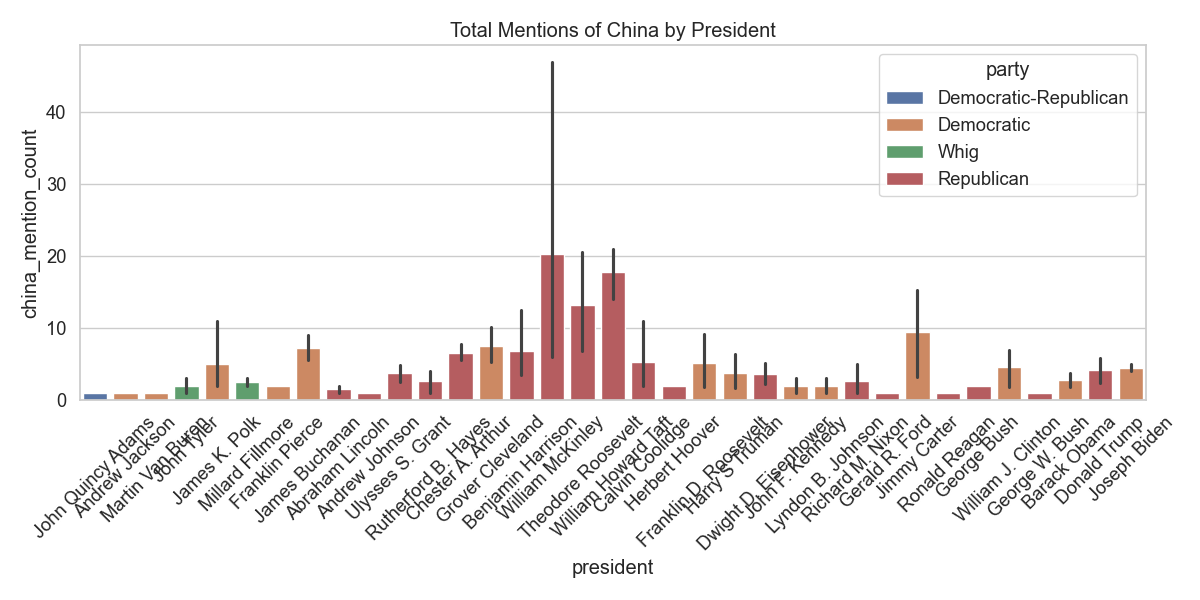 Total Mentions of China by President
china_mention_count
40
30
20
10
0
party
Democratic-Republican
Democratic
Whig
Republican
John Quincy Adams
Andrew Jackson
Martin Van Buren
John Tyler
James K. Polk
Millard Fillmore
Franklin Pierce
James Buchanan
Abraham Lincoln
Andrew Johnson
Ulysses S. Grant
Rutherford B. Hayes
Chester A. Arthur
Grover Cleveland
Benjamin Harrison
William McKinley
Theodore Roosevelt
William Howard Taft
Calvin Coolidge
Herbert Hoover
Franklin D. Roosevelt
Harry S Truman
Dwight D. Eisenhower
John F. Kennedy
Lyndon B. Johnson
Richard M. Nixon
Gerald R. Ford
Jimmy Carter
Ronald Reagan
George Bush
William J. Clinton
George W. Bush
Barack Obama
Donald Trump
Joseph Biden
president